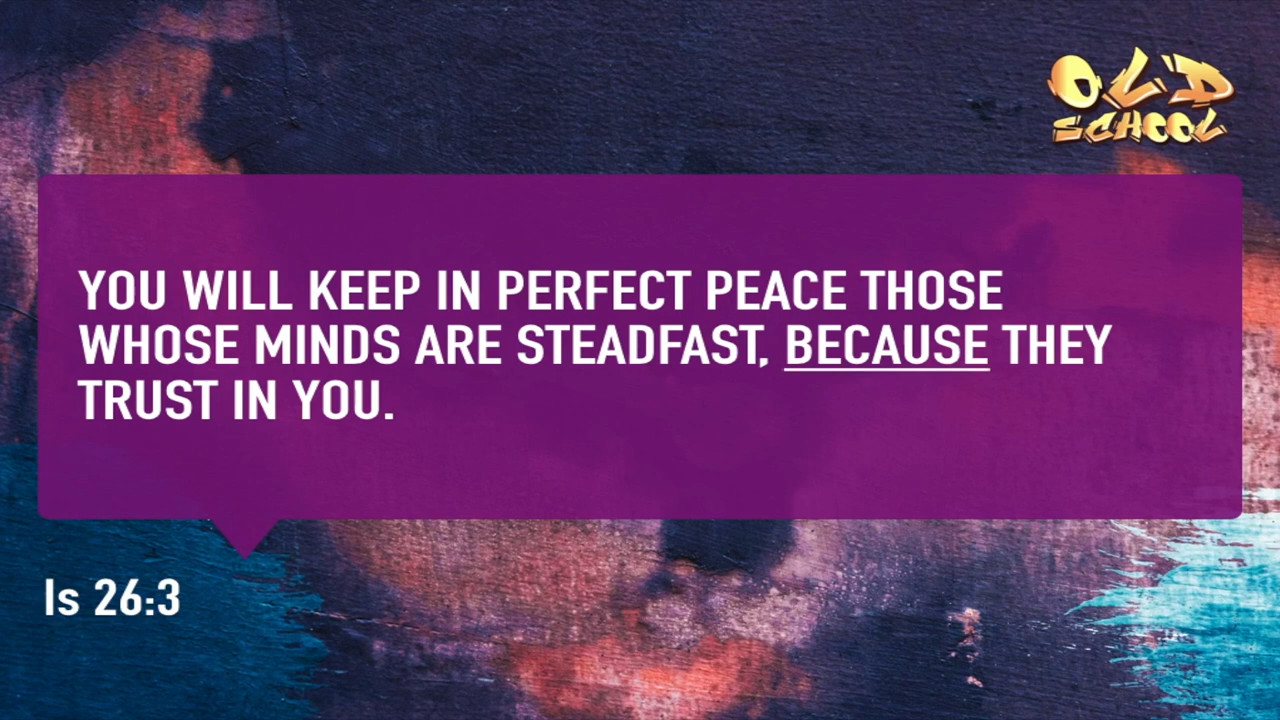 OLD
SCHOOL
YOU WILL KEEP IN PERFECT PEACE THOSE
WHOSE MINDS ARE STEADFAST, BECAUSE THEY
TRUST IN YOU.
Is 26:3